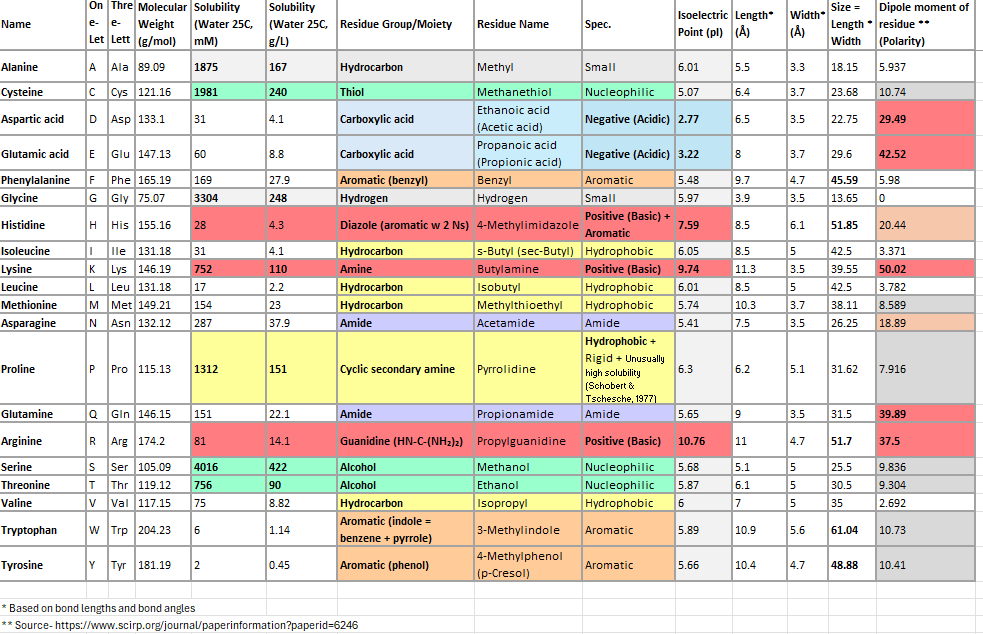 Name On e-Let Thre e-Lett Molecular Weight (g/mol) Solubility (Water 25C, mM) Solubility (Water 25C, g/L) Residue Group/Moiety Residue Name Spec. Isoelectric Point (pI) Length* (Å) Width* (Å) Size = Length * Width Dipole moment of residue ** (Polarity)
Alanine A Ala 89.09 1875 167 Hydrocarbon Methyl Small 6.01 5.5 3.3 18.15 5.937
Cysteine C Cys 121.16 1981 240 Thiol Methanethiol Nucleophilic 5.07 6.4 3.7 23.68 10.74
Aspartic acid D Asp 133.1 31 4.1 Carboxylic acid Ethanoic acid (Acetic acid) Negative (Acidic) 2.77 6.5 3.5 22.75 29.49
Glutamic acid E Glu 147.13 60 8.8 Carboxylic acid Propanoic acid (Propionic acid) Negative (Acidic) 3.22 8 3.7 29.6 42.52
Phenylalanine F Phe 165.19 169 27.9 Aromatic (benzyl) Benzyl Aromatic 5.48 9.7 4.7 45.59 5.98
Glycine G Gly 75.07 3304 248 Hydrogen Hydrogen Small 5.97 3.9 3.5 13.65 0
Histidine H His 155.16 28 4.3 Diazole (aromatic w 2 Ns) 4-Methylimidazole Positive (Basic) + Aromatic 7.59 8.5 6.1 51.85 20.44
Isoleucine I Ile 131.18 31 4.1 Hydrocarbon s-Butyl (sec-Butyl) Hydrophobic 6.05 8.5 5 42.5 3.371
Lysine K Lys 146.19 752 110 Amine Butylamine Positive (Basic) 9.74 11.3 3.5 39.55 50.02
Leucine L Leu 131.18 17 2.2 Hydrocarbon Isobutyl Hydrophobic 6.01 8.5 5 42.5 3.782
Methionine M Met 149.21 154 23 Hydrocarbon Methylthioethyl Hydrophobic 5.74 10.3 3.7 38.11 8.589
Asparagine N Asn 132.12 287 37.9 Amide Acetamide Amide 5.41 7.5 3.5 26.25 18.89
Proline P Pro 115.13 1312 151 Cyclic secondary amine Pyrrolidine Hydrophobic + Rigid + Unusually high solubility (Schobert & Tschesche, 1977) 6.3 6.2 5.1 31.62 7.916
Glutamine Q Gln 146.15 151 22.1 Amide Propionamide Amide 5.65 9 3.5 31.5 39.89
Arginine R Arg 174.2 81 14.1 Guanidine (HN-C-(NH₂)₂) Propylguanidine Positive (Basic) 10.76 11 4.7 51.7 37.5
Serine S Ser 105.09 4016 422 Alcohol Methanol Nucleophilic 5.68 5.1 5 25.5 9.836
Threonine T Thr 119.12 756 90 Alcohol Ethanol Nucleophilic 5.87 6.1 5 30.5 9.304
Valine V Val 117.15 75 8.82 Hydrocarbon Isopropyl Hydrophobic 6 7 5 35 2.692
Tryptophan W Trp 204.23 6 1.14 Aromatic (indole = benzene + pyrrole) 3-Methylindole Aromatic 5.89 10.9 5.6 61.04 10.73
Tyrosine Y Tyr 181.19 2 0.45 Aromatic (phenol) 4-Methylphenol (p-Cresol) Aromatic 5.66 10.4 4.7 48.88 10.41
* Based on bond lengths and bond angles
** Source- https://www.scirp.org/journal/paperinformation?paperid=6246